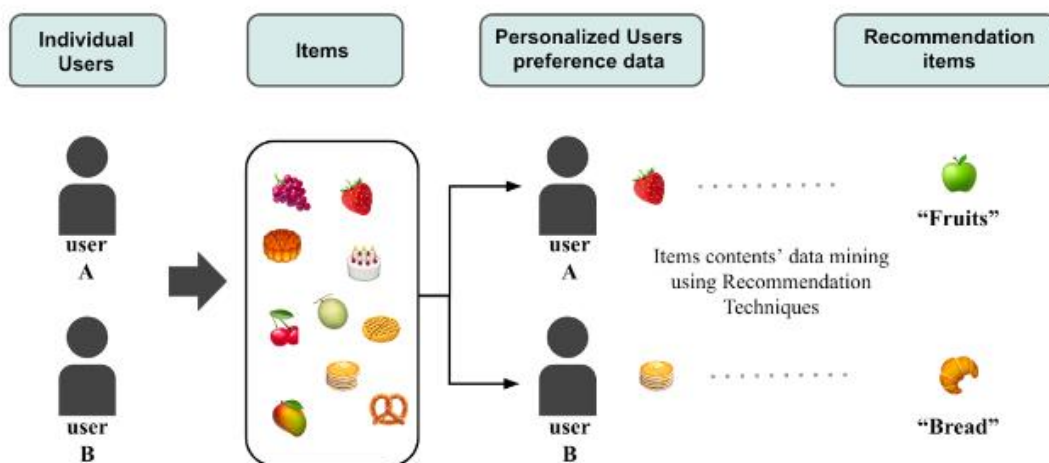 Individual
Users
Items
Personalized Users
preference data
Recommendation
items
user
A
user
B
user
A
user
B
Items contents’ data mining
using Recommendation
Techniques
“Fruits”
“Bread”